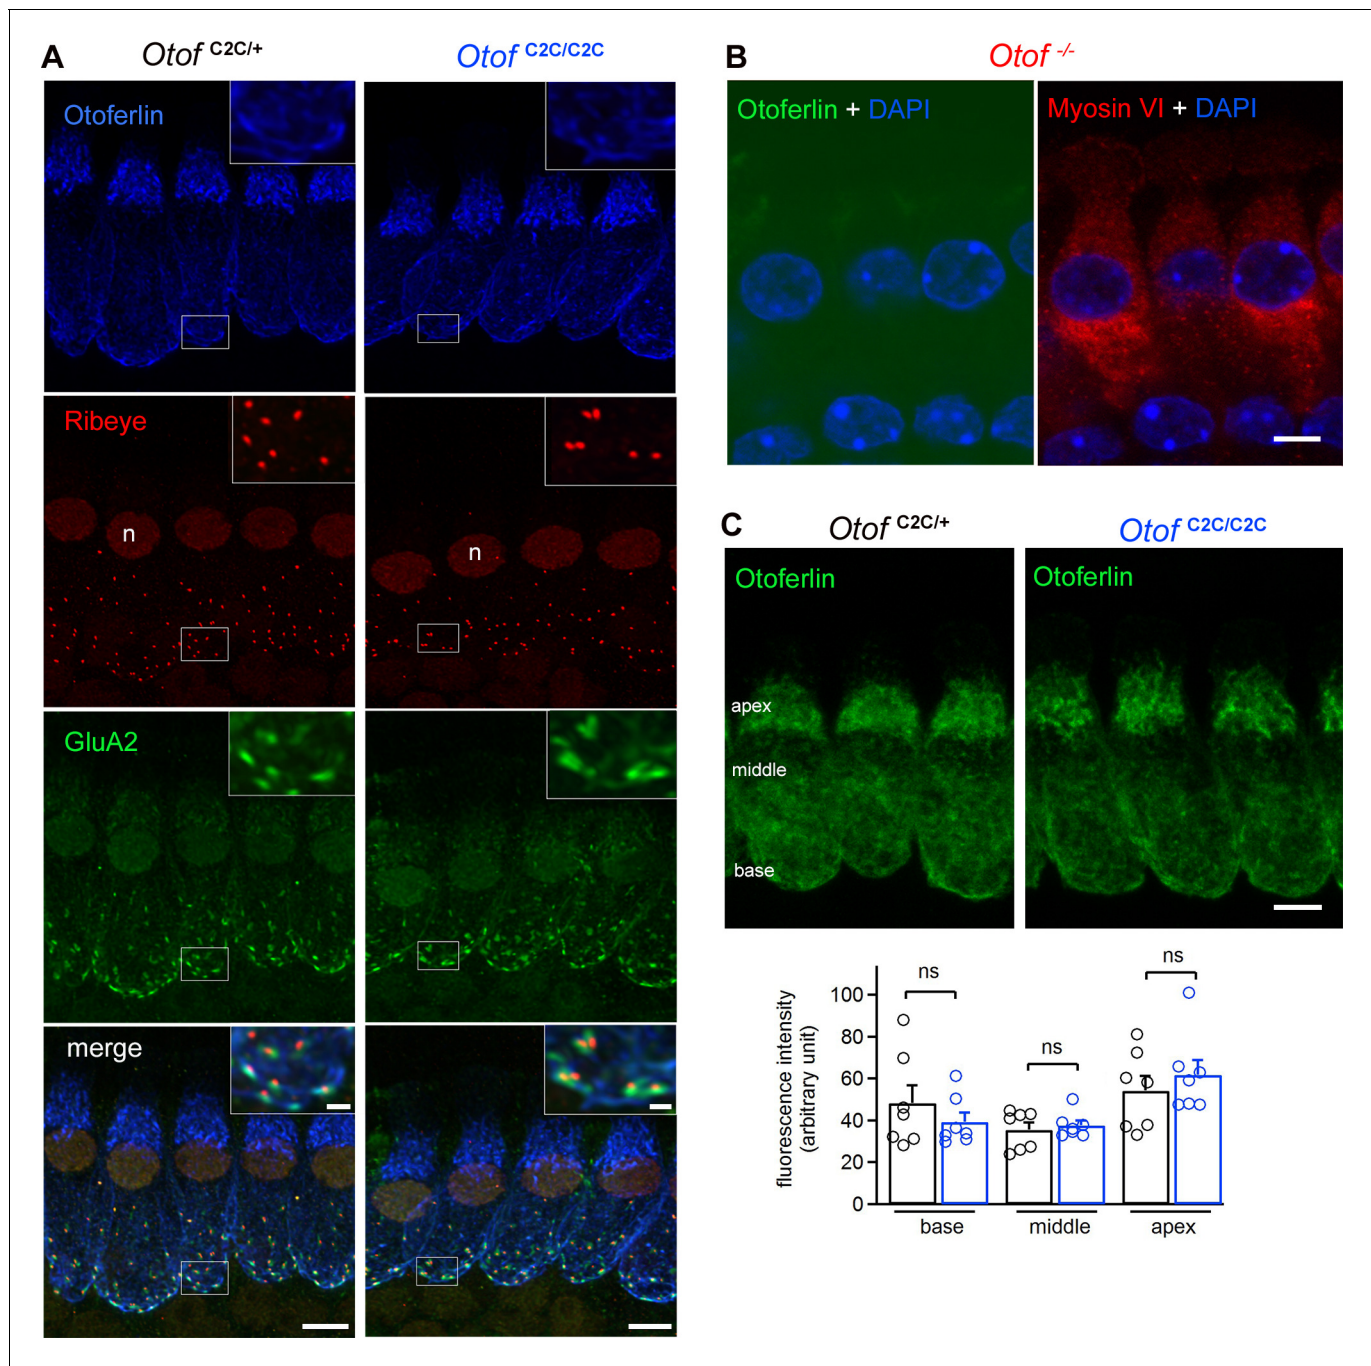 A
Otof C2C/+
Otof C2C/C2C
Otoferlin
Ribeye
n
n
GluA2
merge
B
Otof -/-
Otoferlin + DAPI
Myosin VI + DAPI
C
Otof C2C/+
Otof C2C/C2C
Otoferlin
Otoferlin
apex
middle
base
fluorescence intensity
(arbitrary unit)
100
80
60
40
20
0
ns
ns
ns
base
middle
apex